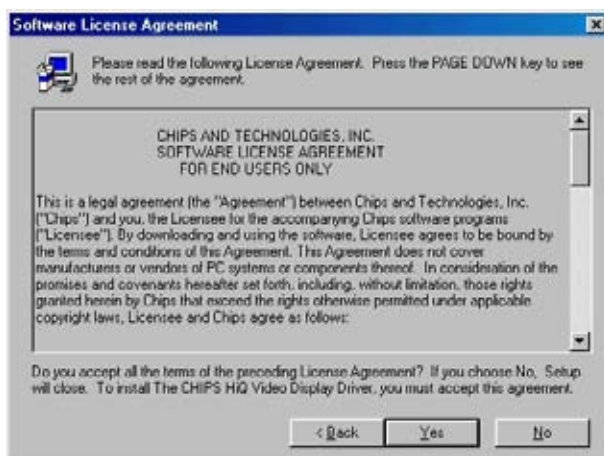 Software License Agreement
Please read the following License Agreement. Press the PAGE DOWN key to see
the rest of the agreement.
CHIPS AND TECHNOLOGIES, INC.
SOFTWARE LICENSE AGREEMENT
FOR END USERS ONLY
This is a legal agreement (the "Agreement") between Chips and Technologies, Inc.
("Chips") and you, the Licensee for the accompanying Chips software programs
("Licensee"). By downloading and using the software, Licensee agrees to be bound by
the terms and conditions of this Agreement. This Agreement does not cover
manufacturers or vendors of PC systems or components thereof. In consideration of the
promises and covenants hereafter set forth, including, without limitation, those rights
granted herein by Chips that exceed the rights otherwise permitted under applicable
copyright laws, Licensee and Chips agree as follows:
Do you accept all the terms of the preceding License Agreement? If you choose No, Setup
will close. To install The CHIPS HiQ Video Display Driver, you must accept this agreement.
< Back
Yes
No